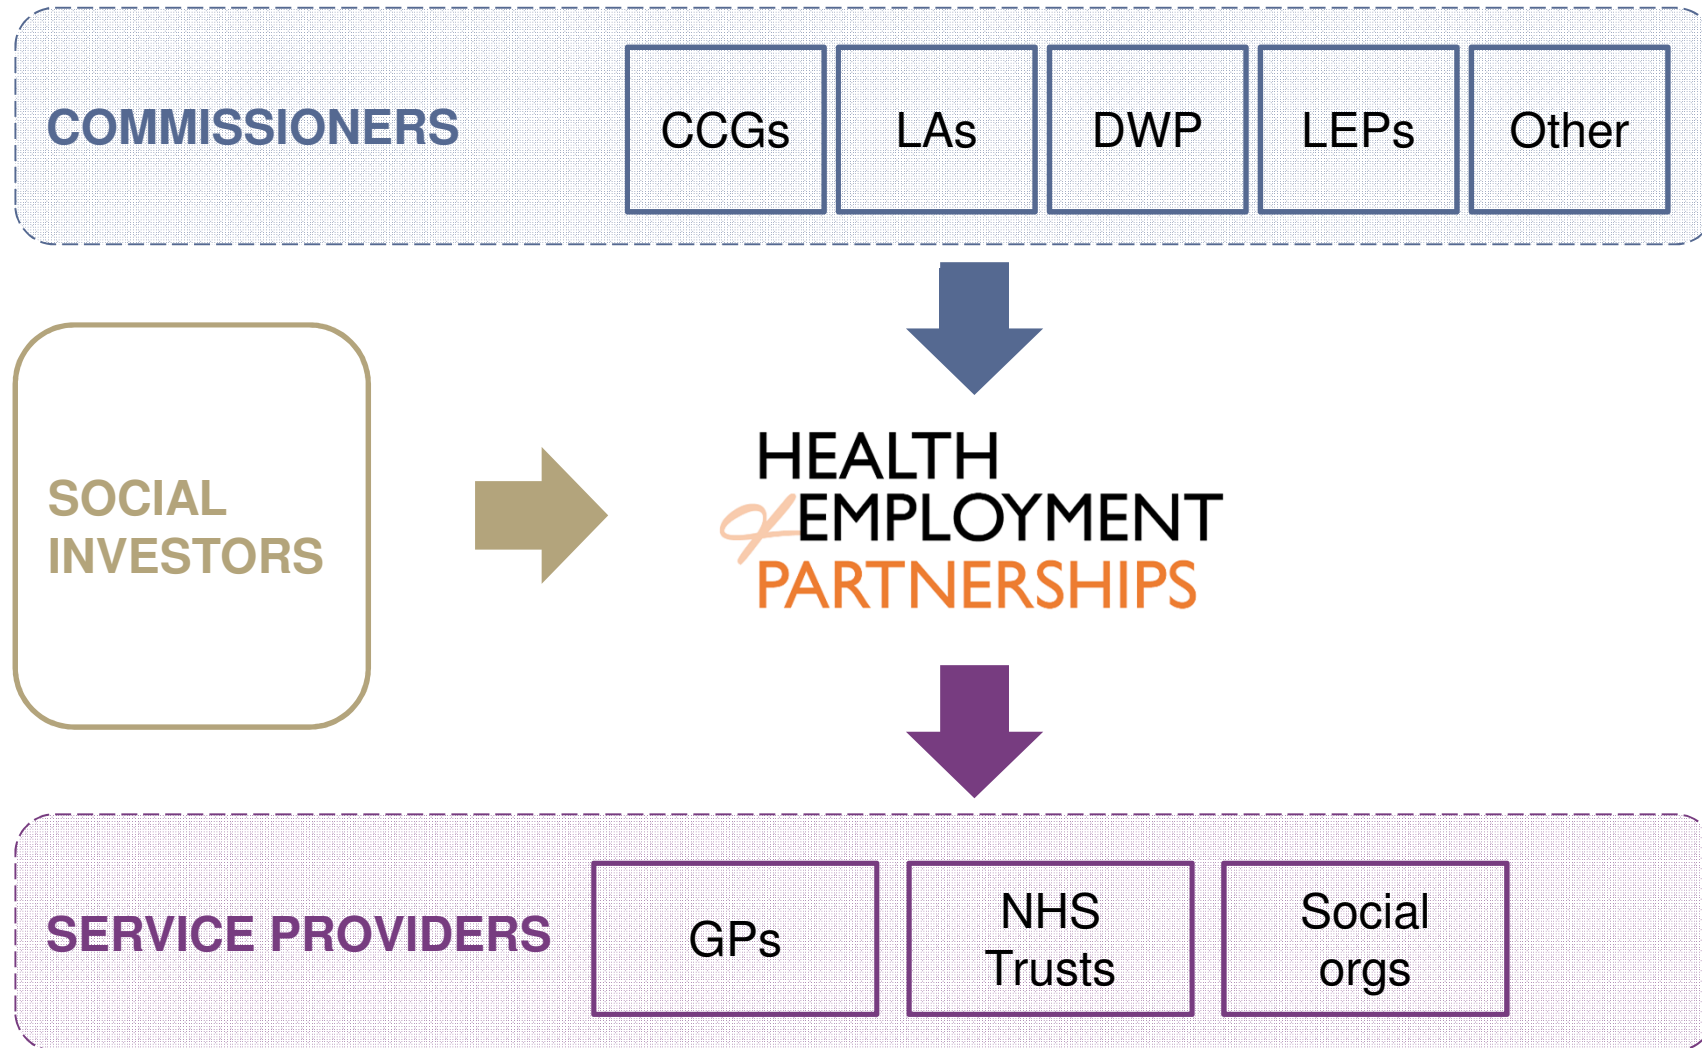 COMMISSIONERS
CCGs
LAs
DWP
LEPs
Other
SOCIAL
INVESTORS
HEALTH
& EMPLOYMENT
PARTNERSHIPS
SERVICE PROVIDERS
GPs
NHS
Trusts
Social
orgs